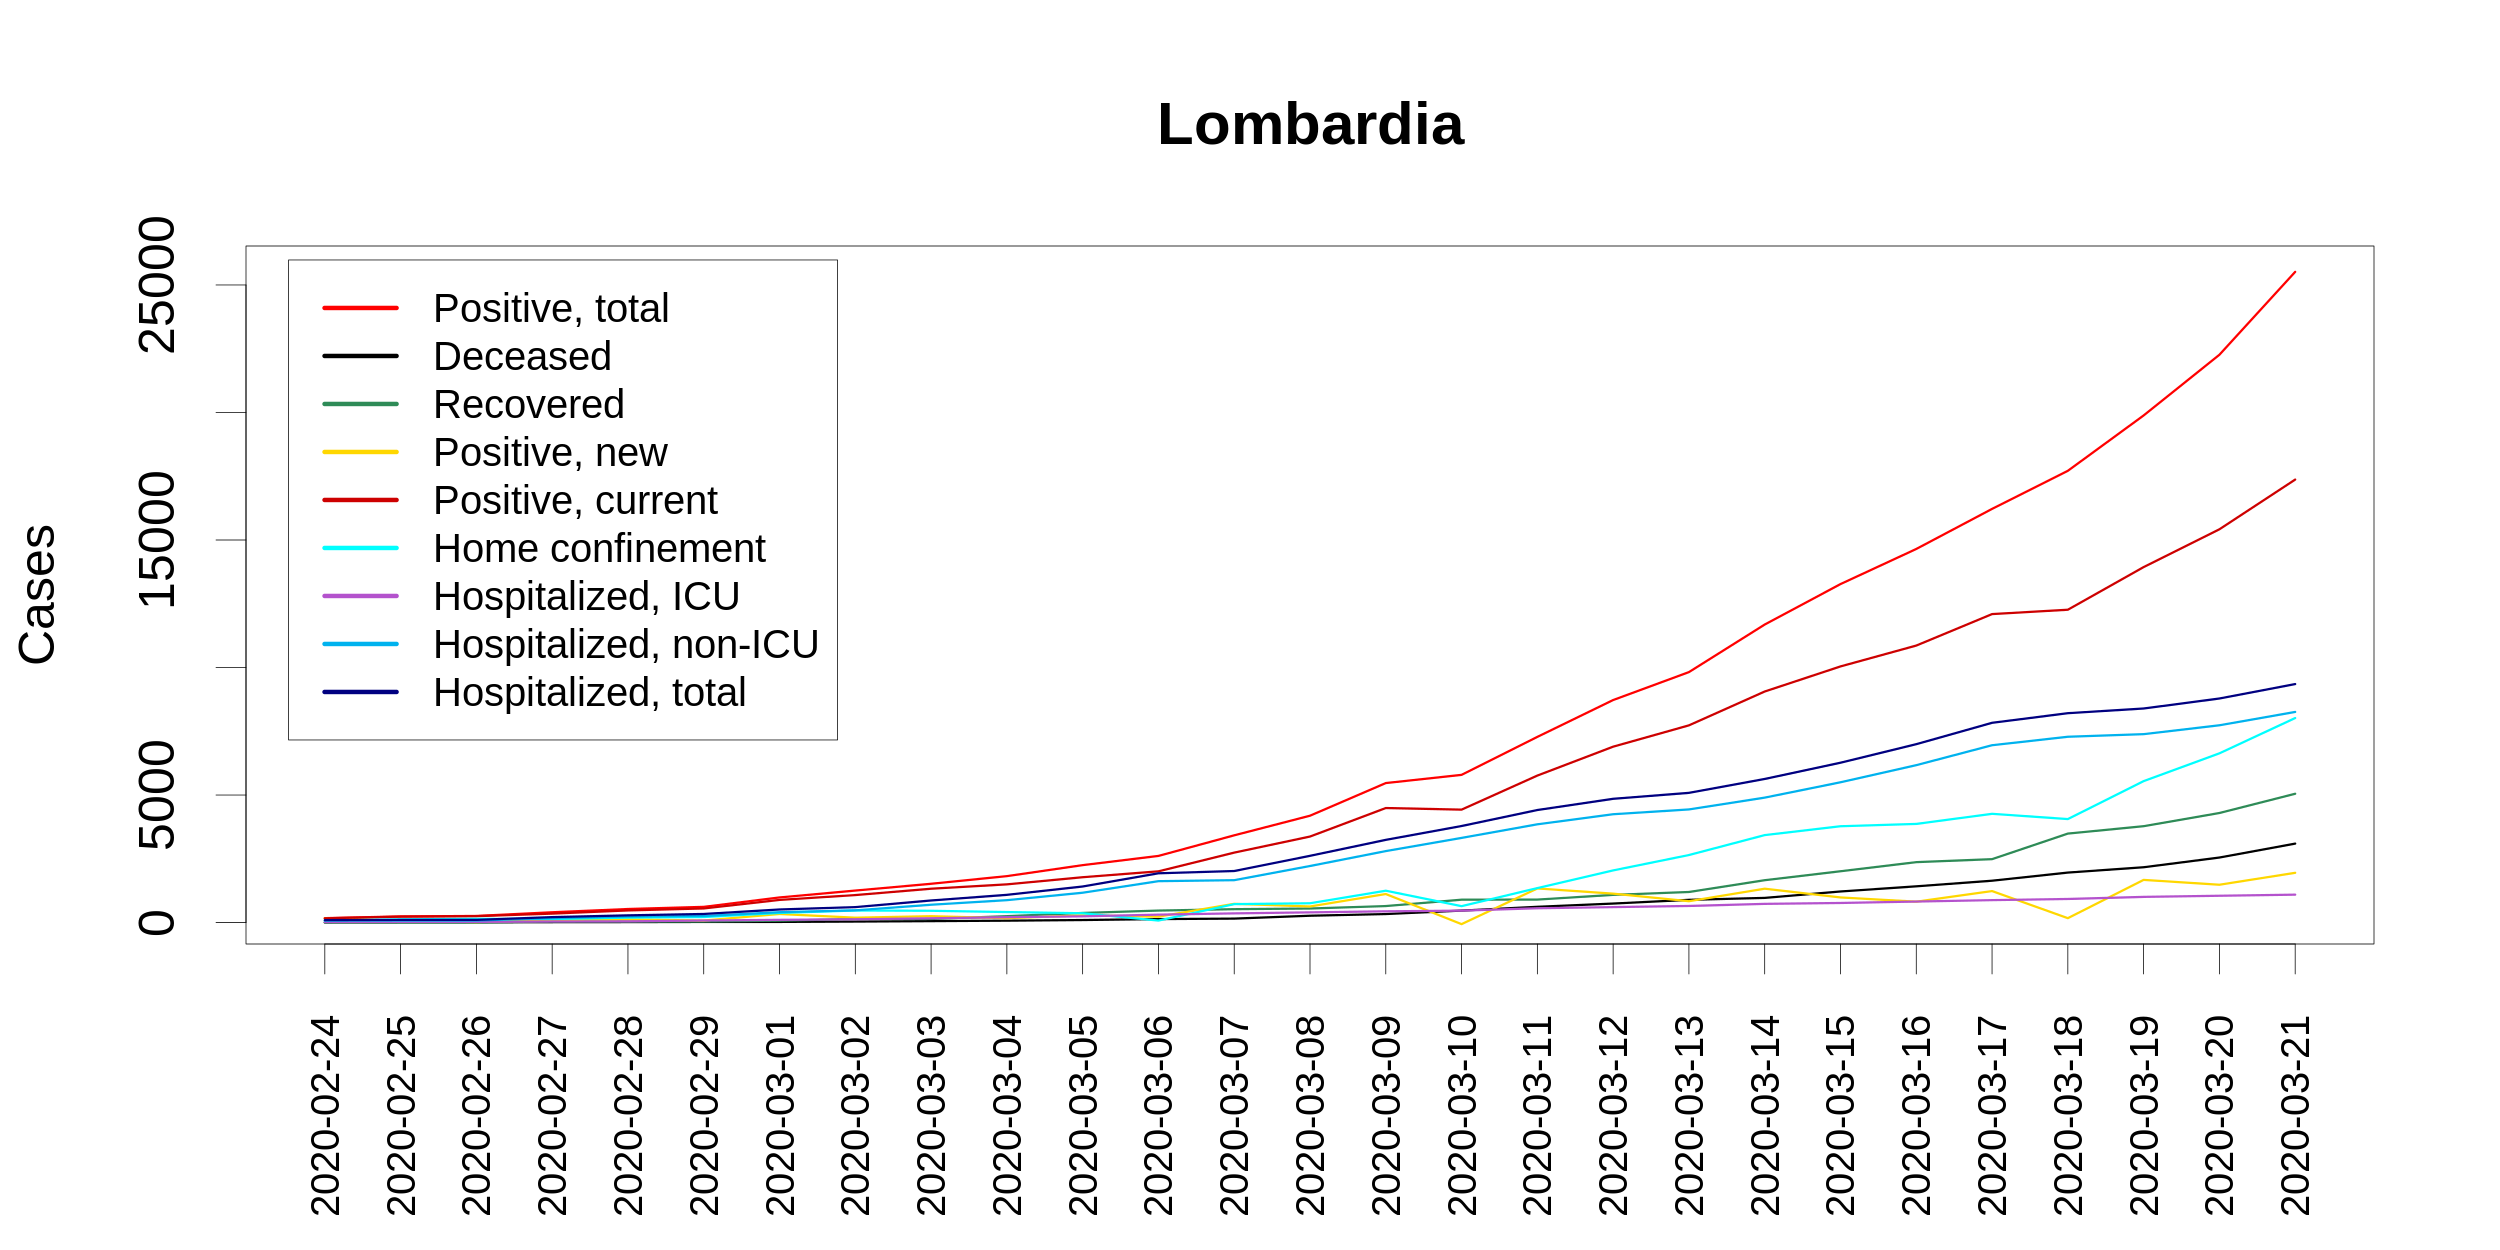 Lombardia
25000
15000
5000
0
Cases
Positive, total
Deceased
Recovered
Positive, new
Positive, current
Home confinement
Hospitalized, ICU
Hospitalized, non-ICU
Hospitalized, total
2020-02-24
2020-02-25
2020-02-26
2020-02-27
2020-02-28
2020-02-29
2020-03-01
2020-03-02
2020-03-03
2020-03-04
2020-03-05
2020-03-06
2020-03-07
2020-03-08
2020-03-09
2020-03-10
2020-03-11
2020-03-12
2020-03-13
2020-03-14
2020-03-15
2020-03-16
2020-03-17
2020-03-18
2020-03-19
2020-03-20
2020-03-21